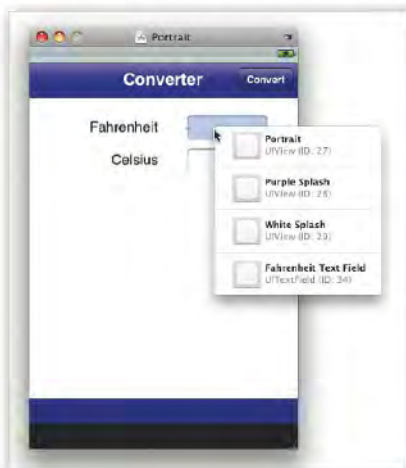 Portrait
Converter
Convert
Fahrenheit
Celsius
Portrait
UIView (ID: 27)
Purple Splash
UIView (ID: 28)
White Splash
UIView (ID: 29)
Fahrenheit Text Field
UITextField (ID: 34)